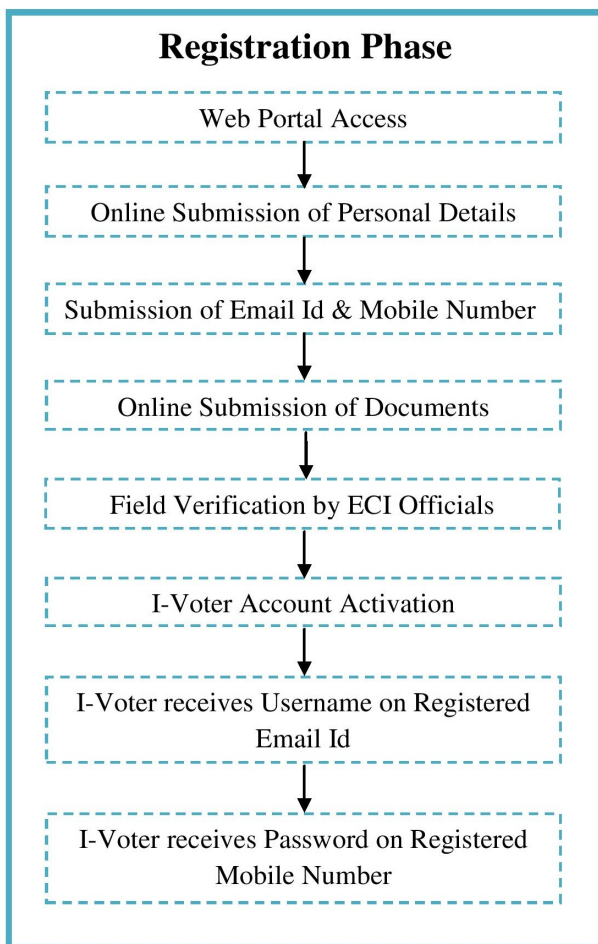 Registration Phase
Web Portal Access
Online Submission of Personal Details
Submission of Email Id & Mobile Number
Online Submission of Documents
Field Verification by ECI Officials
I-Voter Account Activation
I-Voter receives Username on Registered
Email Id
I-Voter receives Password on Registered
Mobile Number